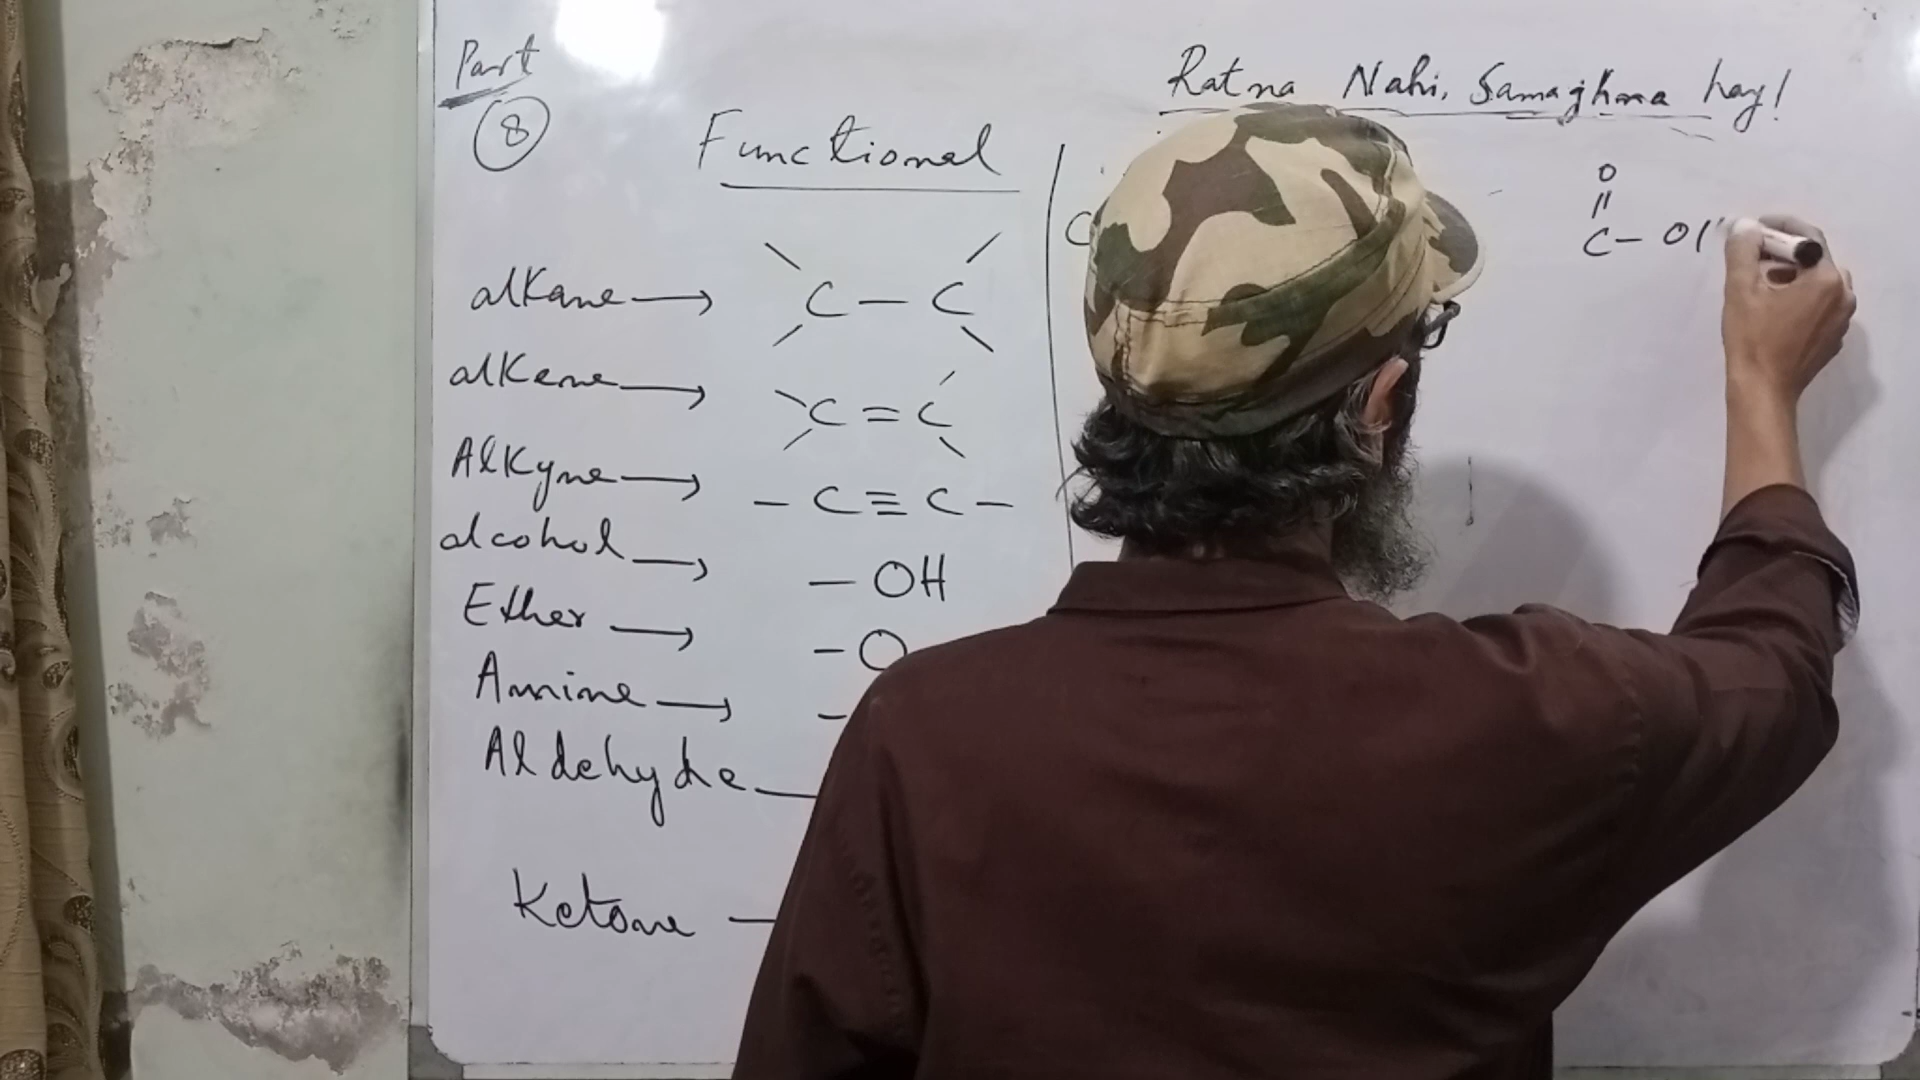 Part
8
Ratna Nahi, Samajhna hay!
Functional
alkane → C — C
alkene → C = C
Alkyne → — C ≡ C —
alcohol → — OH
Ether → — O
Amine → —
Aldehyde —
Ketone —
C
O
||
C — O